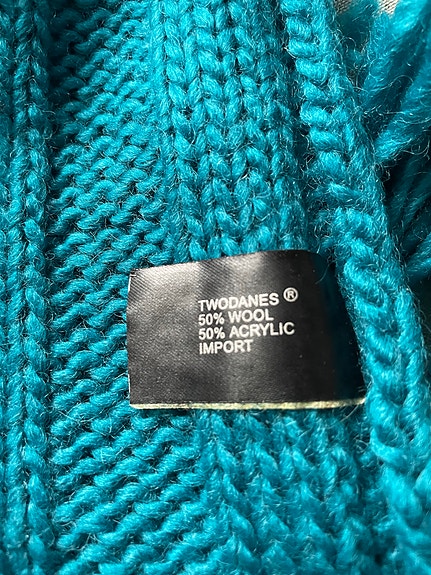 TWODANES ®
50% WOOL
50% ACRYLIC
IMPORT